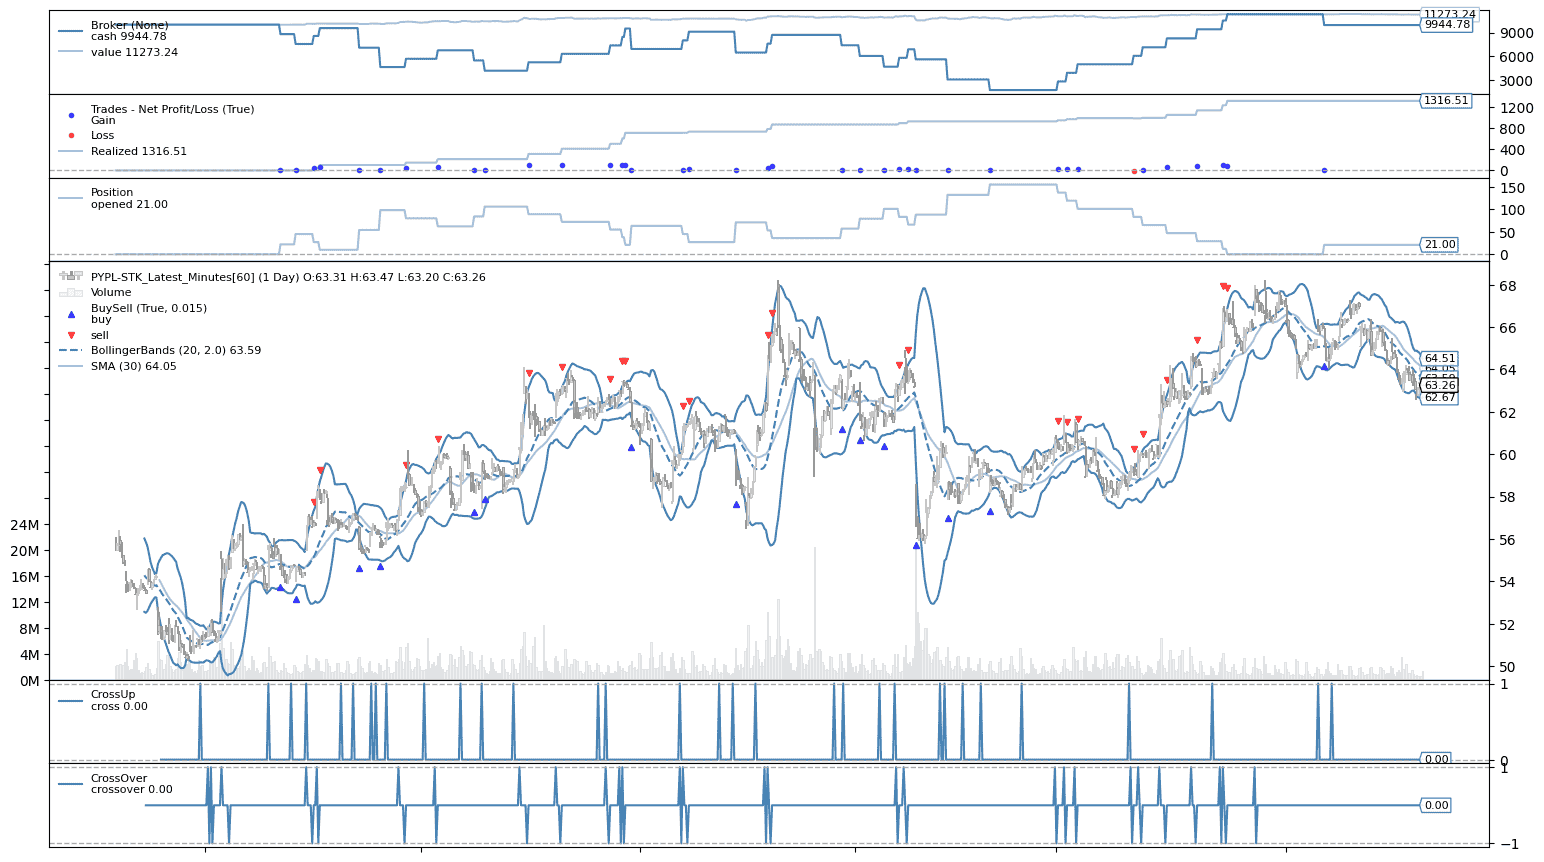 Broker (None)
cash 9944.78
value 11273.24
11273.24
9944.78
9000
6000
3000
Trades - Net Profit/Loss (True)
Gain
Loss
Realized 1316.51
1316.51
1200
800
400
0
Position
opened 21.00
150
100
50
21.00
0
PYPL-STK_Latest_Minutes[60] (1 Day) O:63.31 H:63.47 L:63.20 C:63.26
Volume
BuySell (True, 0.015)
buy
sell
BollingerBands (20, 2.0) 63.59
SMA (30) 64.05
68
66
64.51
64
64.05
63.59
63.26
62.67
62
60
58
56
54
52
50
24M
20M
16M
12M
8M
4M
0M
CrossUp
cross 0.00
1
0.00
0
CrossOver
crossover 0.00
1
0.00
−1